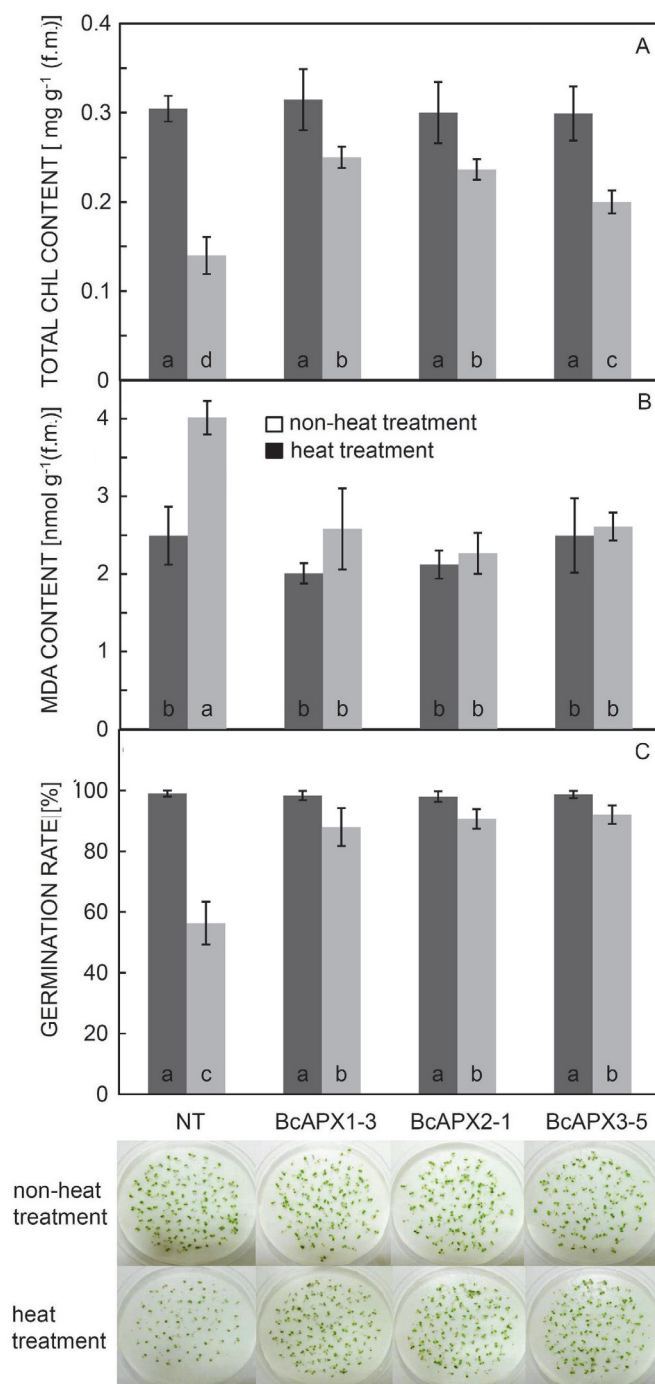 0.4
A
0.3
0.2
0.1
0
TOTAL CHL CONTENT [ mg g⁻¹ (f.m.)]
a d a b a b a c
B
4
3
2
1
0
MDA CONTENT [nmol g⁻¹(f.m.)]
non-heat treatment
heat treatment
b a b b b b b b
C
100
80
60
40
20
0
GERMINATION RATE [%]
a c a b a b a b
NT BcAPX1-3 BcAPX2-1 BcAPX3-5
non-heat
treatment
heat
treatment